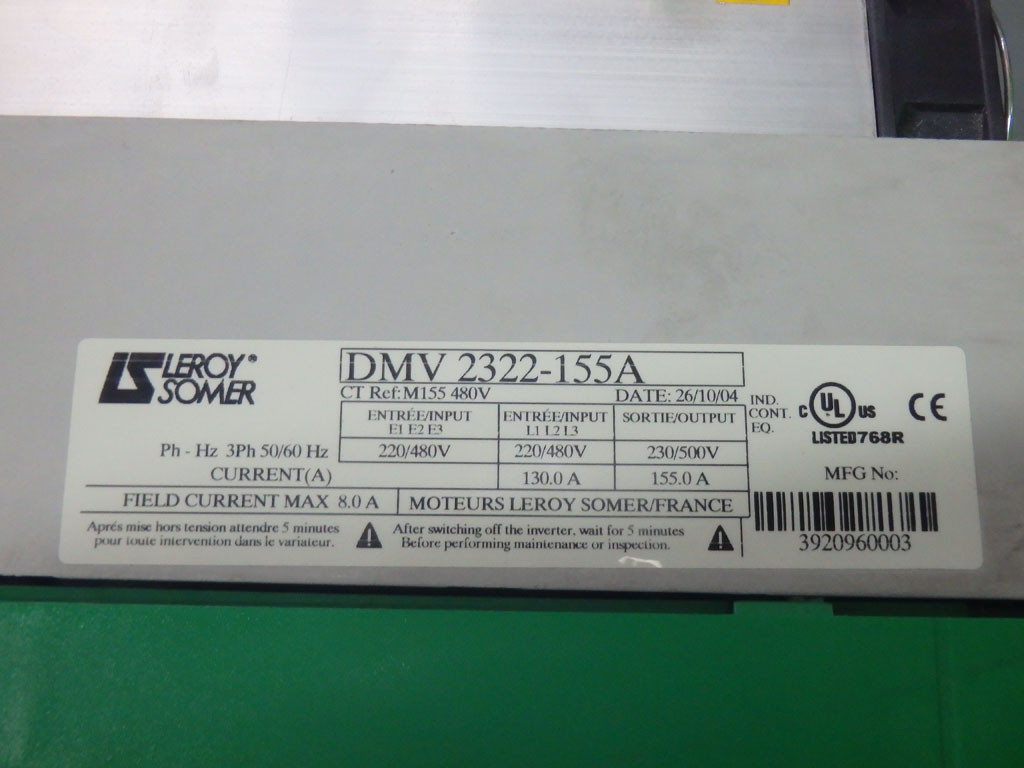 LEROY®
SOMER
DMV 2322-155A
CT Ref: M155 480V DATE: 26/10/04
ENTRÉE/INPUT ENTRÉE/INPUT SORTIE/OUTPUT
E1 E2 E3 L1 L2 L3
Ph - Hz 3Ph 50/60 Hz 220/480V 220/480V 230/500V
CURRENT(A) 130.0 A 155.0 A
FIELD CURRENT MAX 8.0 A MOTEURS LEROY SOMER/FRANCE
Aprés mise hors tension attendre 5 minutes
pour toute intervention dans le variateur.
After switching off the inverter, wait for 5 minutes
Before performing maintenance or inspection.
IND.
CONT.
EQ.
C UL US CE
LISTED 768R
MFG No:
3920960003